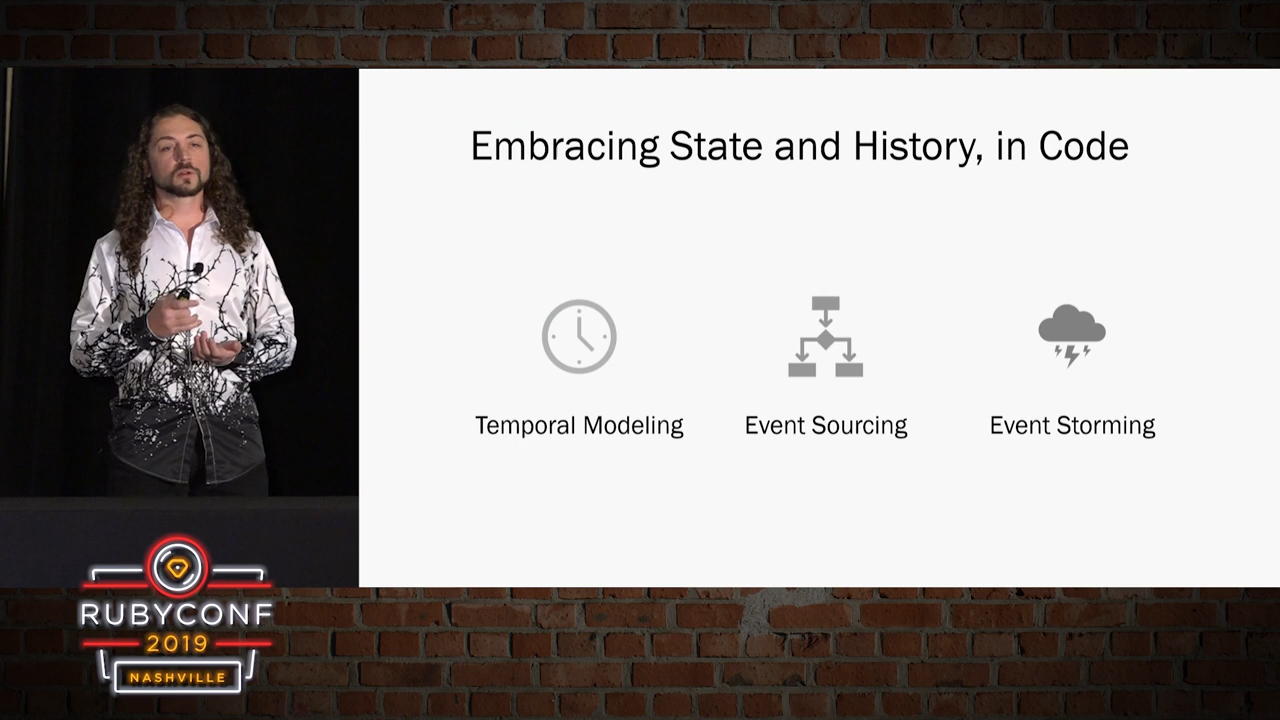 Embracing State and History, in Code
Temporal Modeling
Event Sourcing
Event Storming
RUBYCONF
2019
NASHVILLE